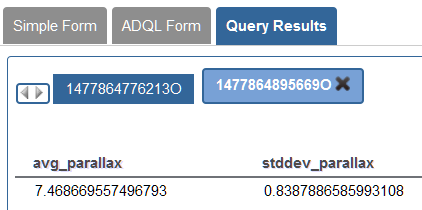 Simple Form ADQL Form Query Results
1477864776213O 1477864895669O
avg_parallax stddev_parallax
7.468669557496793 0.8387886585993108